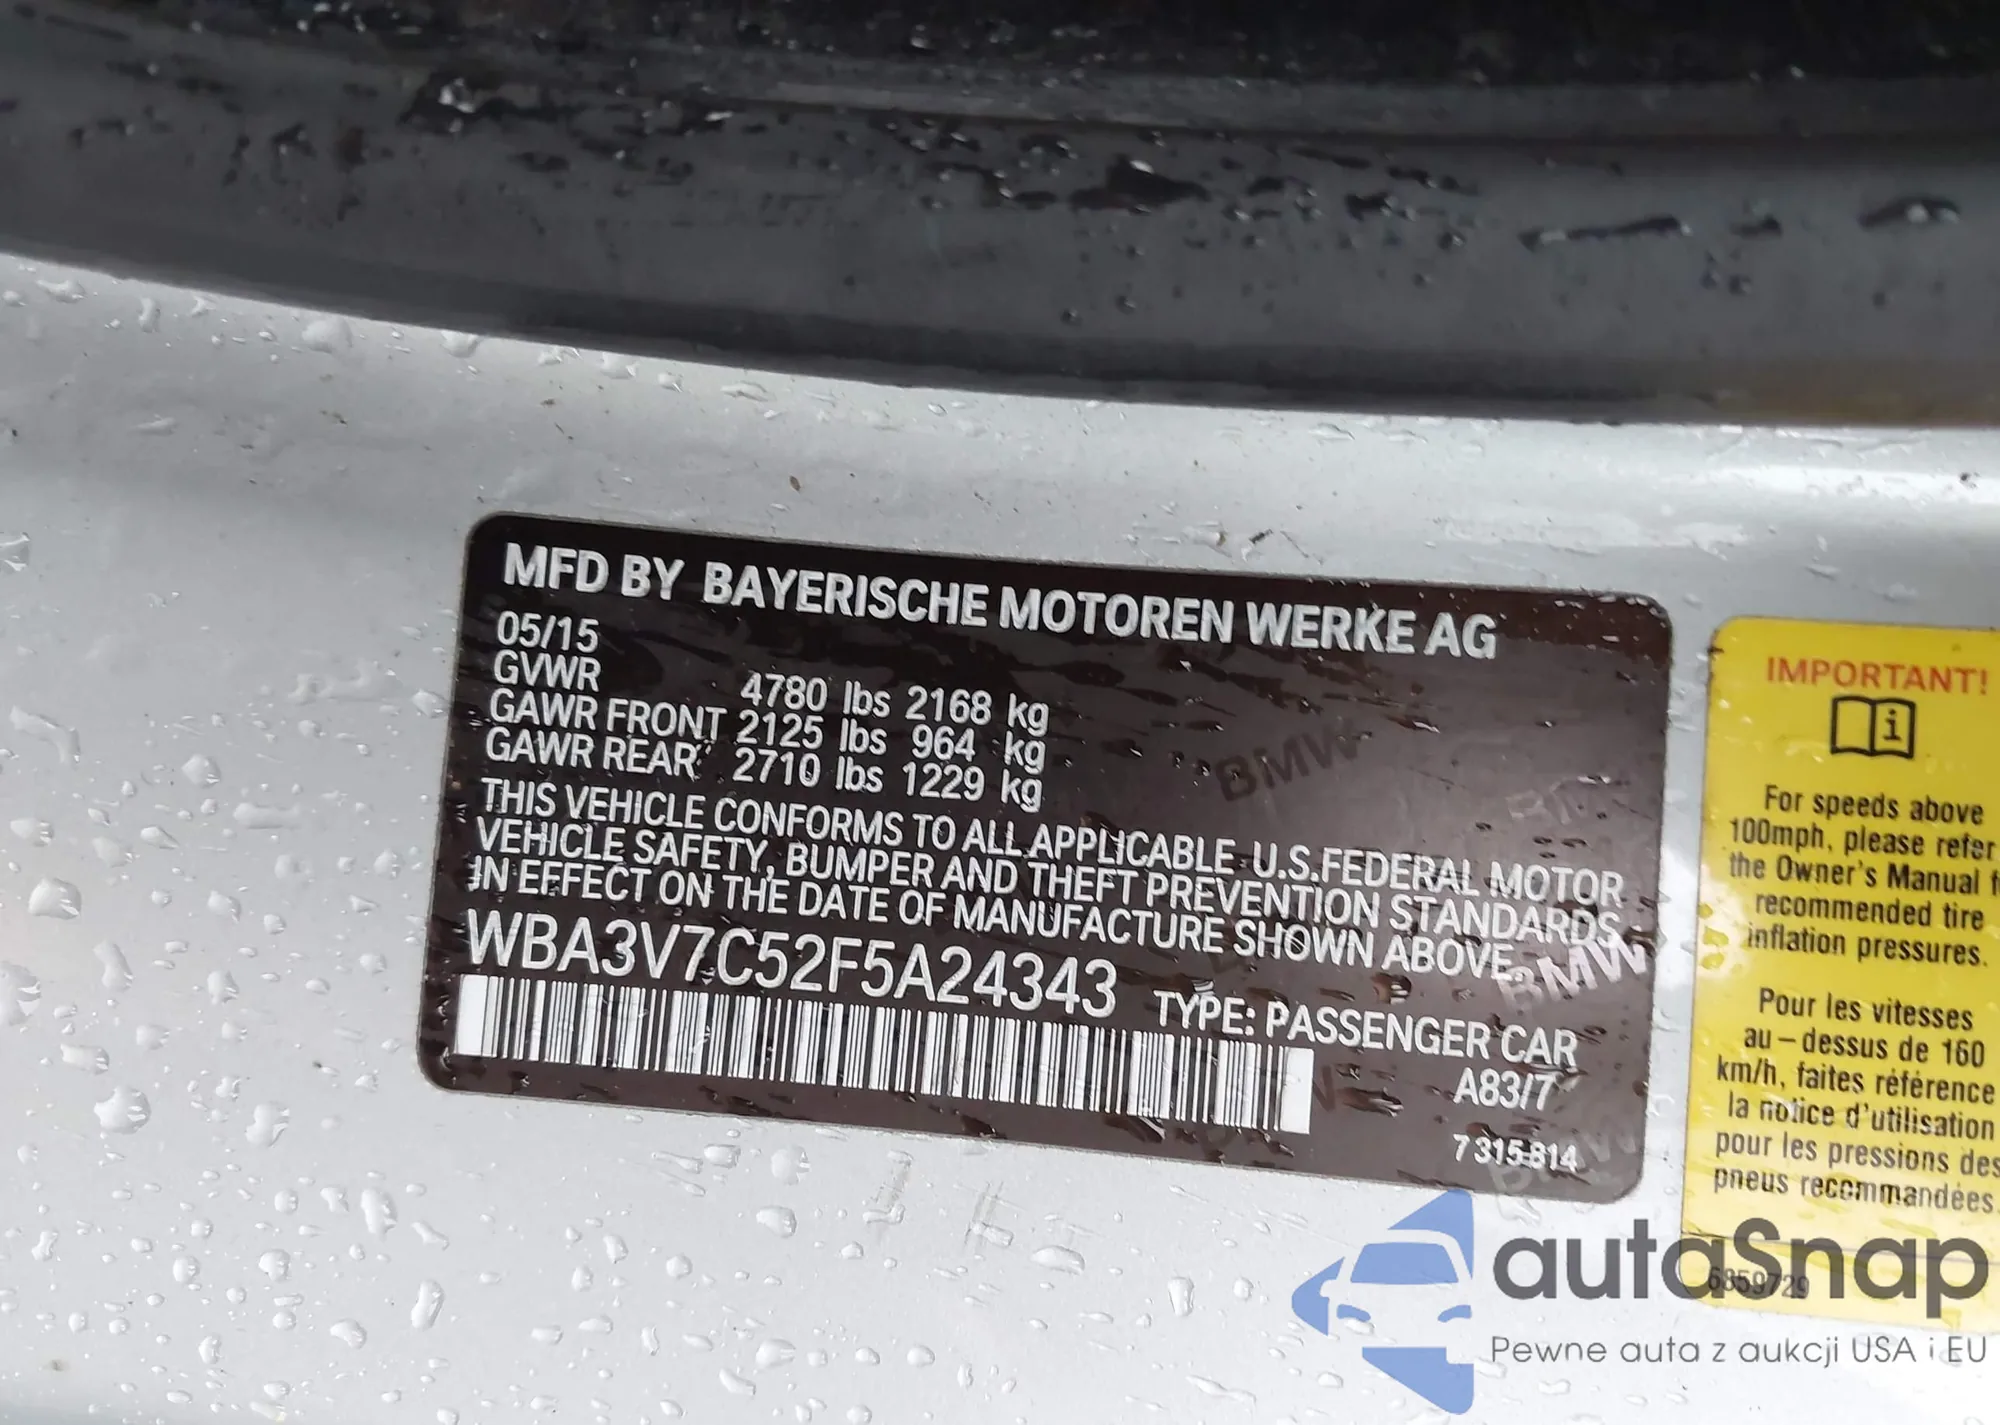 MFD BY BAYERISCHE MOTOREN WERKE AG
05/15
GVWR 4780 lbs 2168 kg
GAWR FRONT 2125 lbs 964 kg
GAWR REAR 2710 lbs 1229 kg
THIS VEHICLE CONFORMS TO ALL APPLICABLE U.S.FEDERAL MOTOR
VEHICLE SAFETY, BUMPER AND THEFT PREVENTION STANDARDS
IN EFFECT ON THE DATE OF MANUFACTURE SHOWN ABOVE.
WBA3V7C52F5A24343
TYPE: PASSENGER CAR
A83/7
7 315 814
BMW
BMW
IMPORTANT!
For speeds above
100mph, please refer
the Owner's Manual f
recommended tire
inflation pressures.
Pour les vitesses
au-dessus de 160
km/h, faites référence
la notice d'utilisation
pour les pressions des
pneus recommandées.
6859729
autaSnap
Pewne auta z aukcji USA i EU